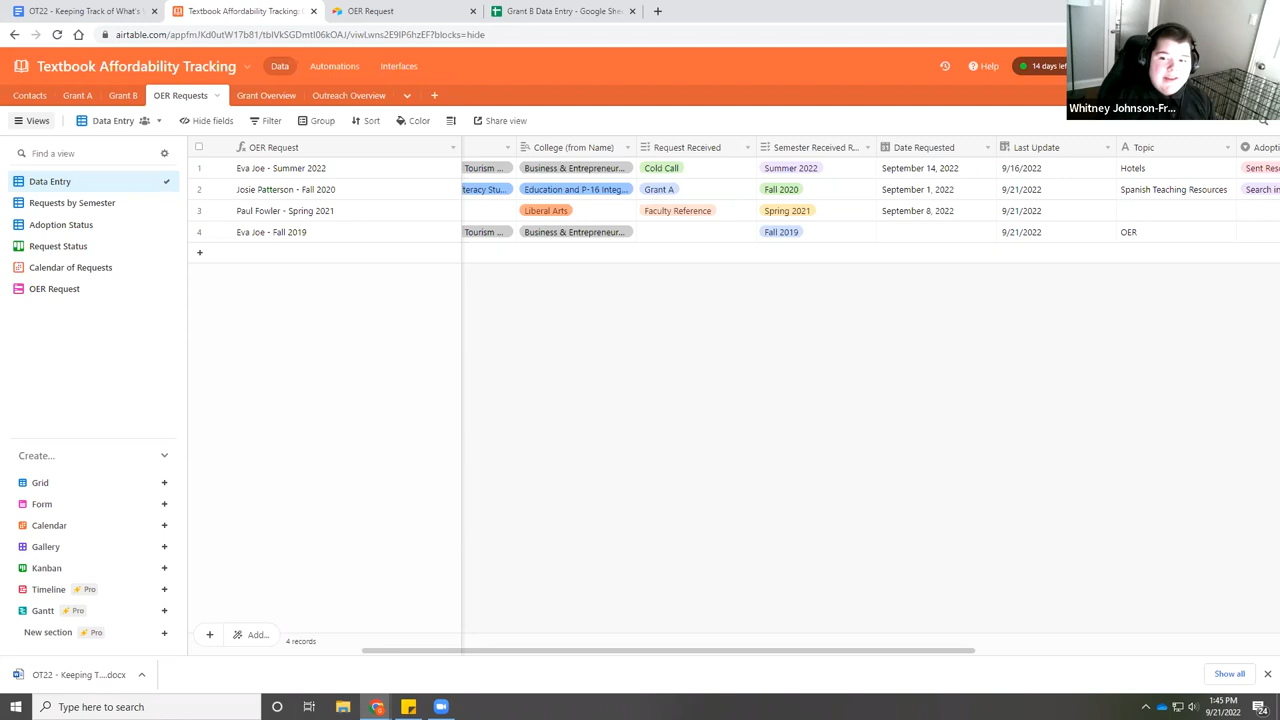 OT22 - Keeping Track of What's
Textbook Affordability Tracking:
OER Request
Grant B Data Entry - Google She
airtable.com/appfmJKd0utW17b81/tblVkSGDmtI06kOAJ/viwLwns2E9IP6hzEF?blocks=hide
Textbook Affordability Tracking
Data
Automations
Interfaces
Help
14 days left
Whitney Johnson-Fr...
Contacts
Grant A
Grant B
OER Requests
Grant Overview
Outreach Overview
Views
Data Entry
Hide fields
Filter
Group
Sort
Color
Share view
Find a view
Data Entry
Requests by Semester
Adoption Status
Request Status
Calendar of Requests
OER Request
OER Request College (from Name) Request Received Semester Received R... Date Requested Last Update Topic Adopti
1 Eva Joe - Summer 2022 Tourism ... Business & Entrepreneur... Cold Call Summer 2022 September 14, 2022 9/16/2022 Hotels Sent Res
2 Josie Patterson - Fall 2020 teracy Stu... Education and P-16 Integ... Grant A Fall 2020 September 1, 2022 9/21/2022 Spanish Teaching Resources Search in
3 Paul Fowler - Spring 2021 Liberal Arts Faculty Reference Spring 2021 September 8, 2022 9/21/2022
4 Eva Joe - Fall 2019 Tourism ... Business & Entrepreneur... Fall 2019 9/21/2022 OER
Create...
Grid
Form
Calendar
Gallery
Kanban
Timeline Pro
Gantt Pro
New section Pro
Add...
4 records
OT22 - Keeping T....docx
Show all
Type here to search
1:45 PM
9/21/2022
24